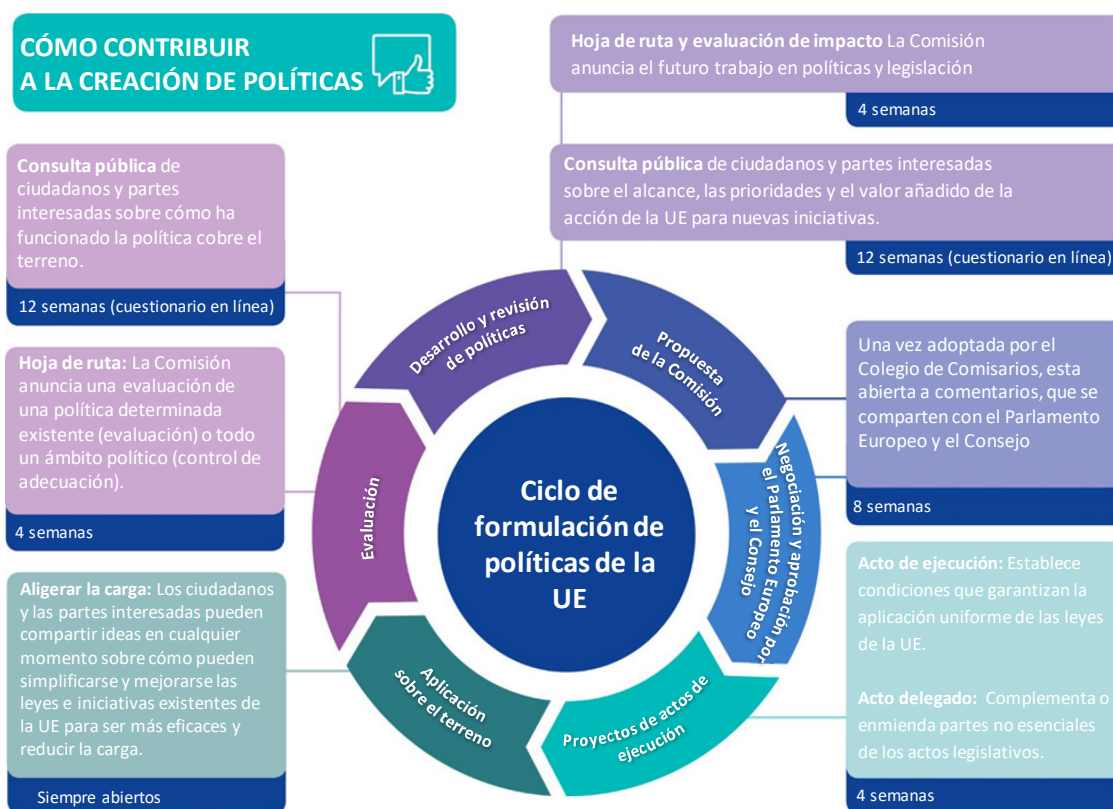 CÓMO CONTRIBUIR
A LA CREACIÓN DE POLÍTICAS
Hoja de ruta y evaluación de impacto La Comisión
anuncia el futuro trabajo en políticas y legislación
4 semanas
Consulta pública de ciudadanos y partes interesadas
sobre el alcance, las prioridades y el valor añadido de la
acción de la UE para nuevas iniciativas.
12 semanas (cuestionario en línea)
Consulta pública de
ciudadanos y partes
interesadas sobre cómo ha
funcionado la política cobre el
terreno.
12 semanas (cuestionario en línea)
Hoja de ruta: La Comisión
anuncia una evaluación de
una política determinada
existente (evaluación) o todo
un ámbito político (control de
adecuación).
4 semanas
Aligerar la carga: Los ciudadanos
y las partes interesadas pueden
compartir ideas en cualquier
momento sobre cómo pueden
simplificarse y mejorarse las
leyes e iniciativas existentes de
la UE para ser más eficaces y
reducir la carga.
Siempre abiertos
Desarrollo y revisión
de políticas
Propuesta
de la Comisión
Negociación y aprobación por
el Parlamento Europeo
y el Consejo
Proyectos de actos de
ejecución
Aplicación
sobre el terreno
Evaluación
Ciclo de
formulación de
políticas de la
UE
Una vez adoptada por el
Colegio de Comisarios, esta
abierta a comentarios, que se
comparten con el Parlamento
Europeo y el Consejo
8 semanas
Acto de ejecución: Establece
condiciones que garantizan la
aplicación uniforme de las leyes
de la UE.
Acto delegado: Complementa o
enmienda partes no esenciales
de los actos legislativos.
4 semanas